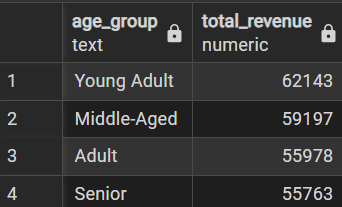 age_group total_revenue
text numeric
1 Young Adult 62143
2 Middle-Aged 59197
3 Adult 55978
4 Senior 55763